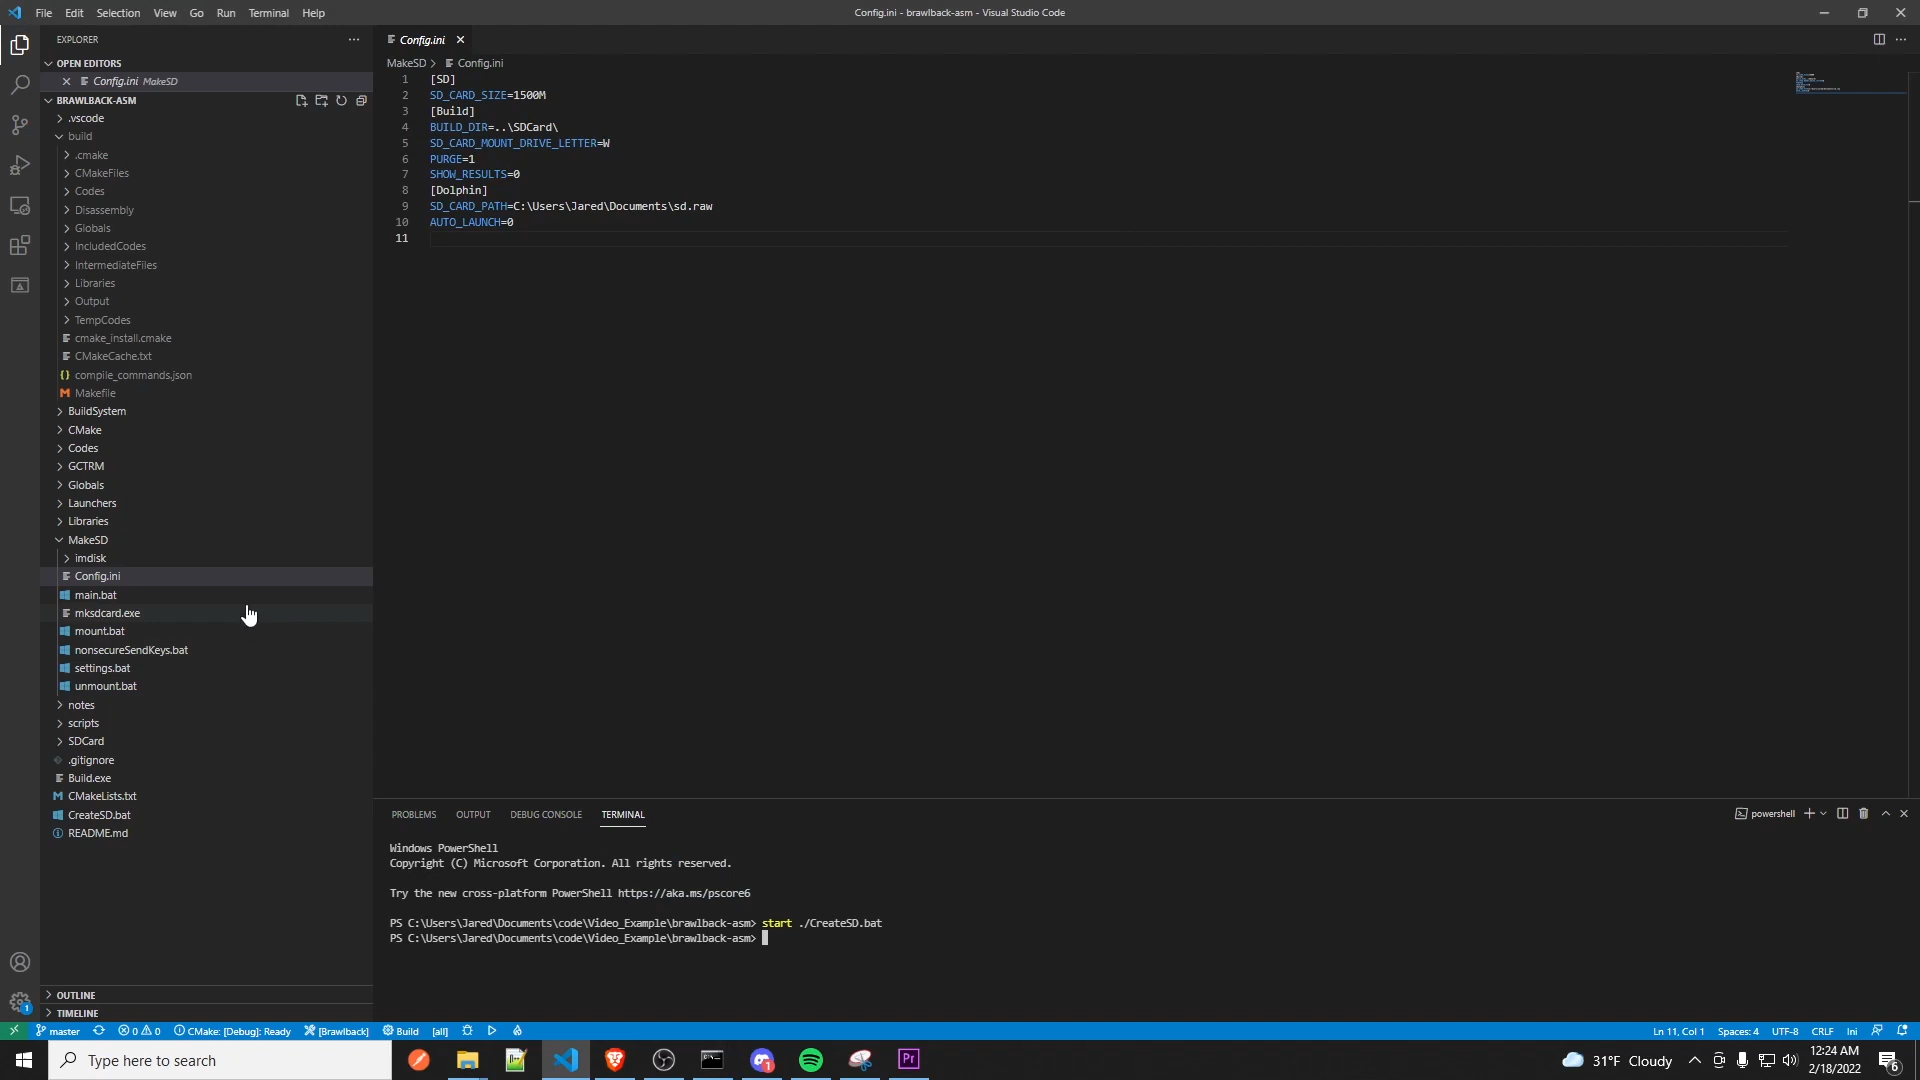 File Edit Selection View Go Run Terminal Help
Config.ini - brawlback-asm - Visual Studio Code
EXPLORER
OPEN EDITORS
Config.ini MakeSD
BRAWLBACK-ASM
.vscode
build
.cmake
CMakeFiles
Codes
Disassembly
Globals
IncludedCodes
IntermediateFiles
Libraries
Output
TempCodes
cmake_install.cmake
CMakeCache.txt
compile_commands.json
Makefile
BuildSystem
CMake
Codes
GCTRM
Globals
Launchers
Libraries
MakeSD
imdisk
Config.ini
main.bat
mksdcard.exe
mount.bat
nonsecureSendKeys.bat
settings.bat
unmount.bat
notes
scripts
SDCard
.gitignore
Build.exe
CMakeLists.txt
CreateSD.bat
README.md
OUTLINE
TIMELINE
Config.ini
MakeSD > Config.ini
1 [SD]
2 SD_CARD_SIZE=1500M
3 [Build]
4 BUILD_DIR=..\SDCard\
5 SD_CARD_MOUNT_DRIVE_LETTER=W
6 PURGE=1
7 SHOW_RESULTS=0
8 [Dolphin]
9 SD_CARD_PATH=C:\Users\Jared\Documents\sd.raw
10 AUTO_LAUNCH=0
11
PROBLEMS OUTPUT DEBUG CONSOLE TERMINAL
powershell
Windows PowerShell
Copyright (C) Microsoft Corporation. All rights reserved.
Try the new cross-platform PowerShell https://aka.ms/pscore6
PS C:\Users\Jared\Documents\code\Video_Example\brawlback-asm> start ./CreateSD.bat
PS C:\Users\Jared\Documents\code\Video_Example\brawlback-asm>
1
master 0 0 CMake: [Debug]: Ready [Brawlback] Build [all]
Ln 11, Col 1 Spaces: 4 UTF-8 CRLF Ini
Type here to search
Pr
31°F Cloudy
12:24 AM
2/18/2022
6